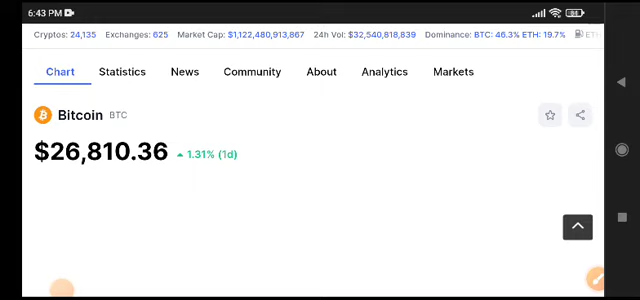 6:43 PM
Cryptos: 24,135 Exchanges: 625 Market Cap: $1,122,480,913,867 24h Vol: $32,540,818,839 Dominance: BTC: 46.3% ETH: 19.7% ETH
Chart Statistics News Community About Analytics Markets
Bitcoin BTC
$26,810.36 1.31% (1d)